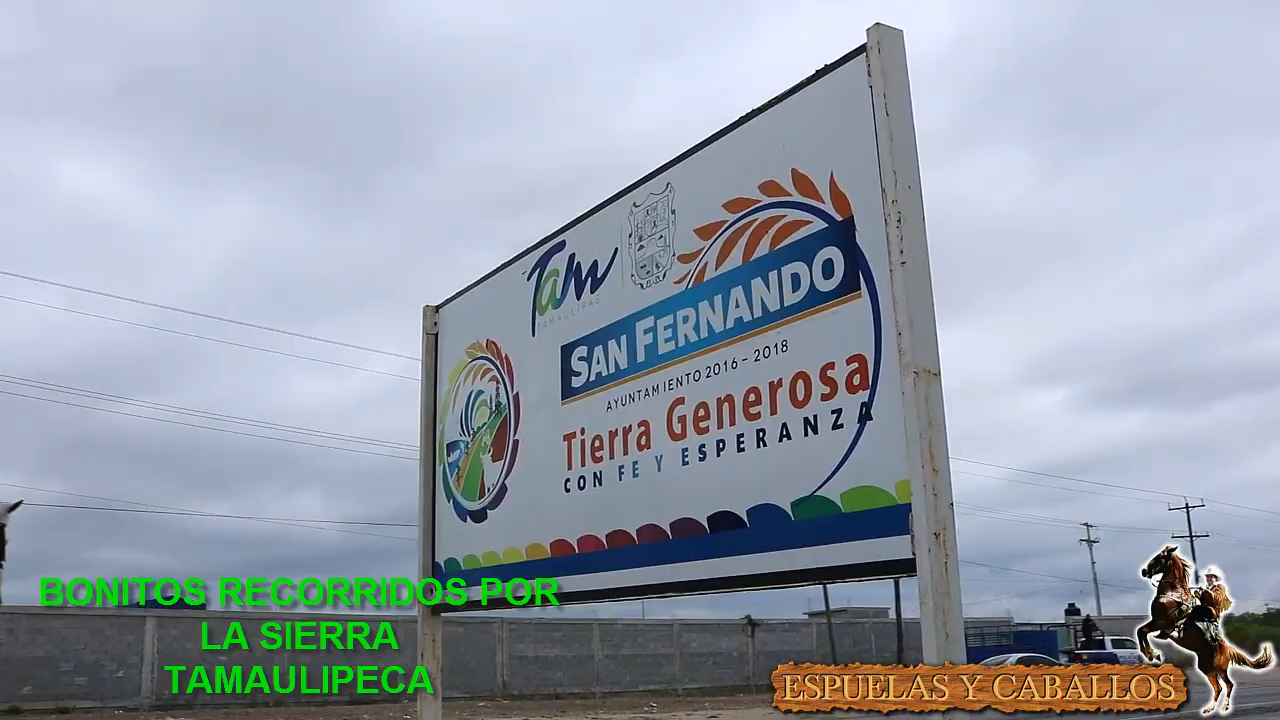 Tam
TAMAULIPAS
SAN FERNANDO
AYUNTAMIENTO 2016 - 2018
Tierra Generosa
CON FE Y ESPERANZA
BONITOS RECORRIDOS POR
LA SIERRA
TAMAULIPECA
ESPUELAS Y CABALLOS